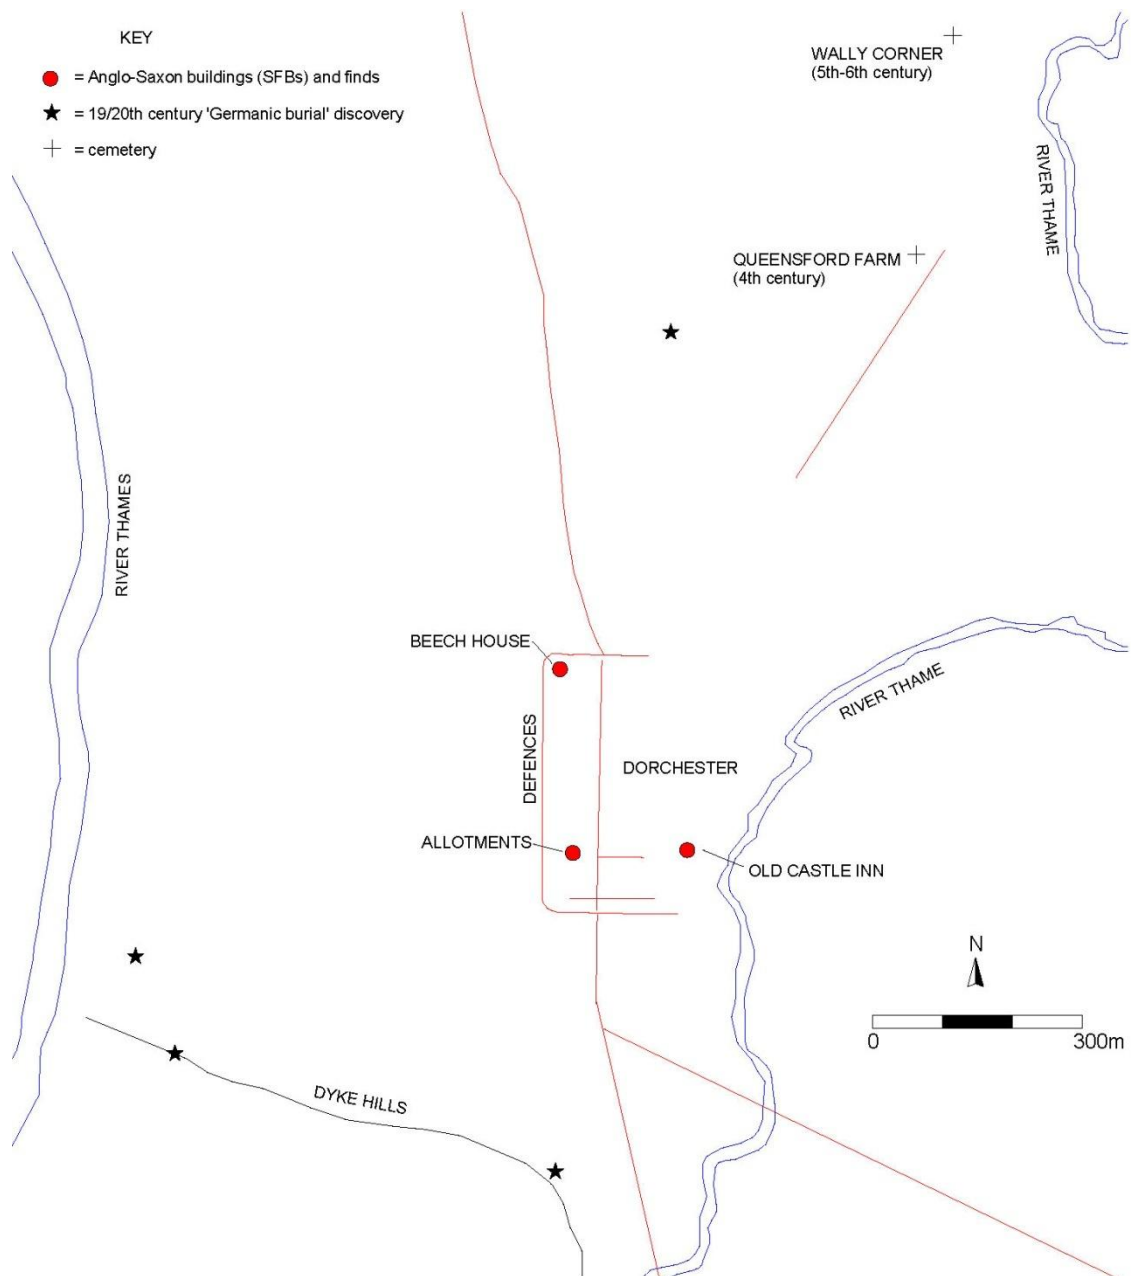 KEY
= Anglo-Saxon buildings (SFBs) and finds
= 19/20th century 'Germanic burial' discovery
= cemetery
WALLY CORNER
(5th-6th century)
RIVER THAME
QUEENSFORD FARM
(4th century)
RIVER THAMES
BEECH HOUSE
RIVER THAME
DEFENCES
DORCHESTER
ALLOTMENTS
OLD CASTLE INN
N
0 300m
DYKE HILLS